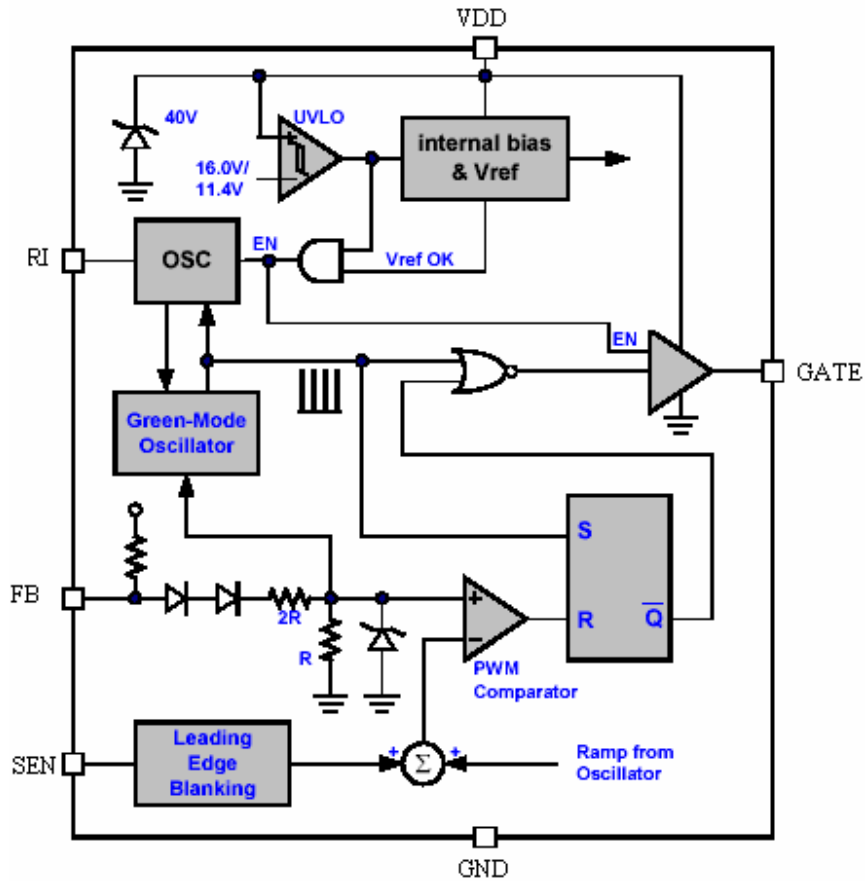 VDD
40V
UVLO
16.0V/
11.4V
internal bias
& Vref
RI
OSC
EN
Vref OK
EN
GATE
Green-Mode
Oscillator
S
FB
2R
R
+
−
PWM
Comparator
R
Q̅
SEN
Leading
Edge
Blanking
+
Σ
+
Ramp from
Oscillator
GND